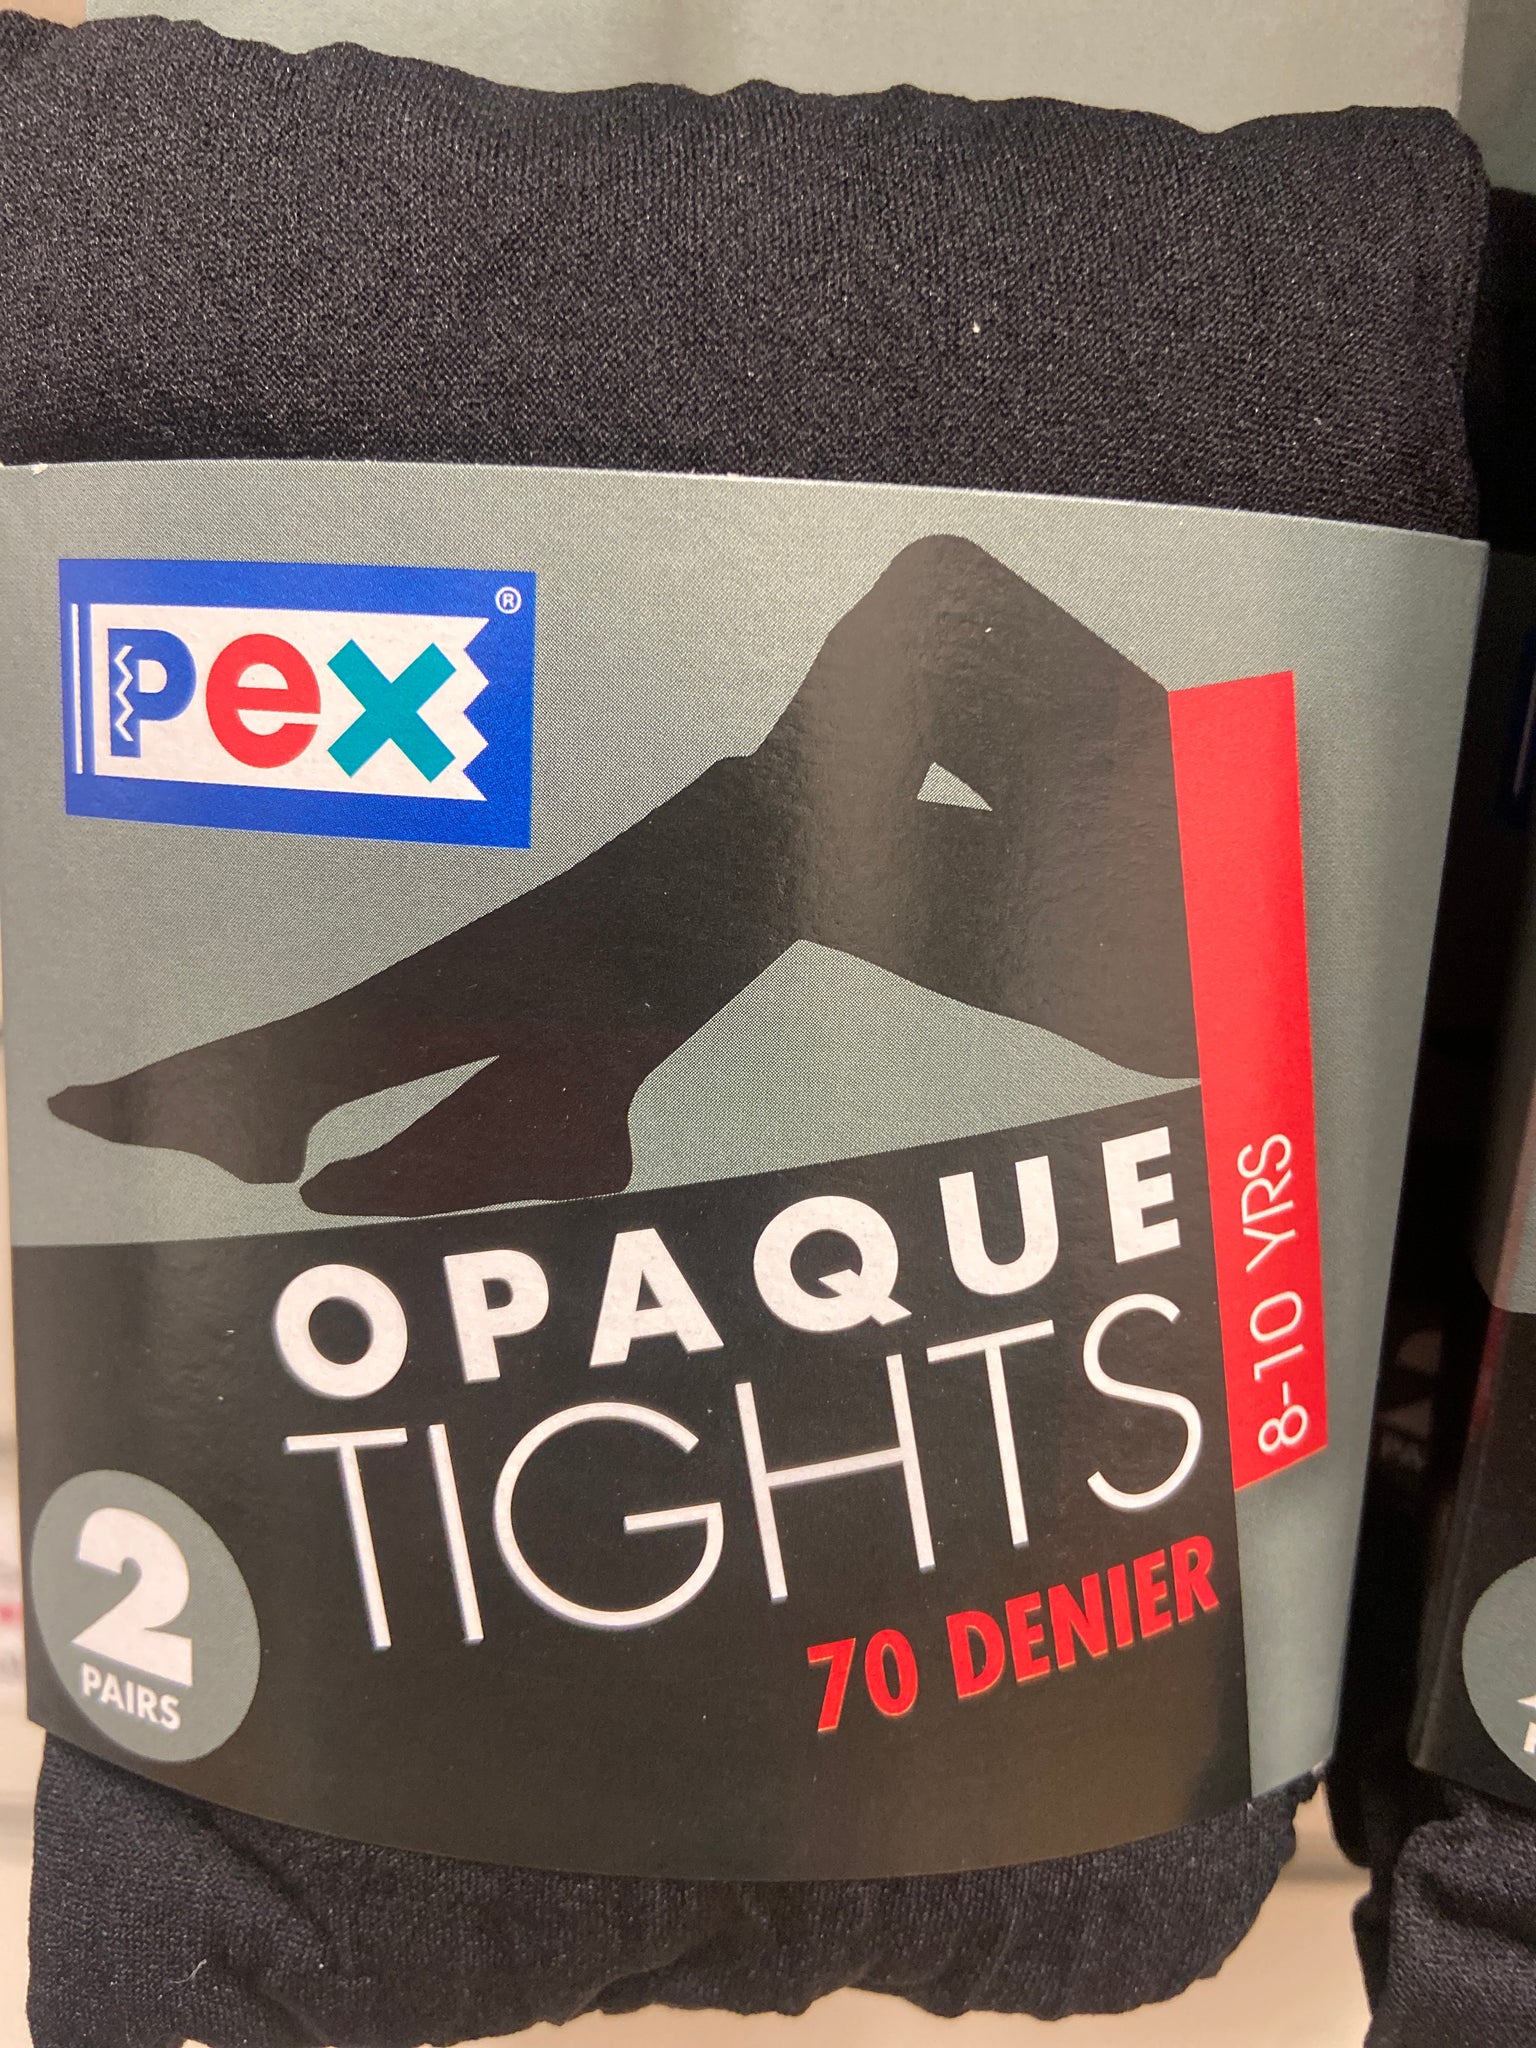 pex®
OPAQUE
TIGHTS
70 DENIER
8-10 YRS
2
PAIRS